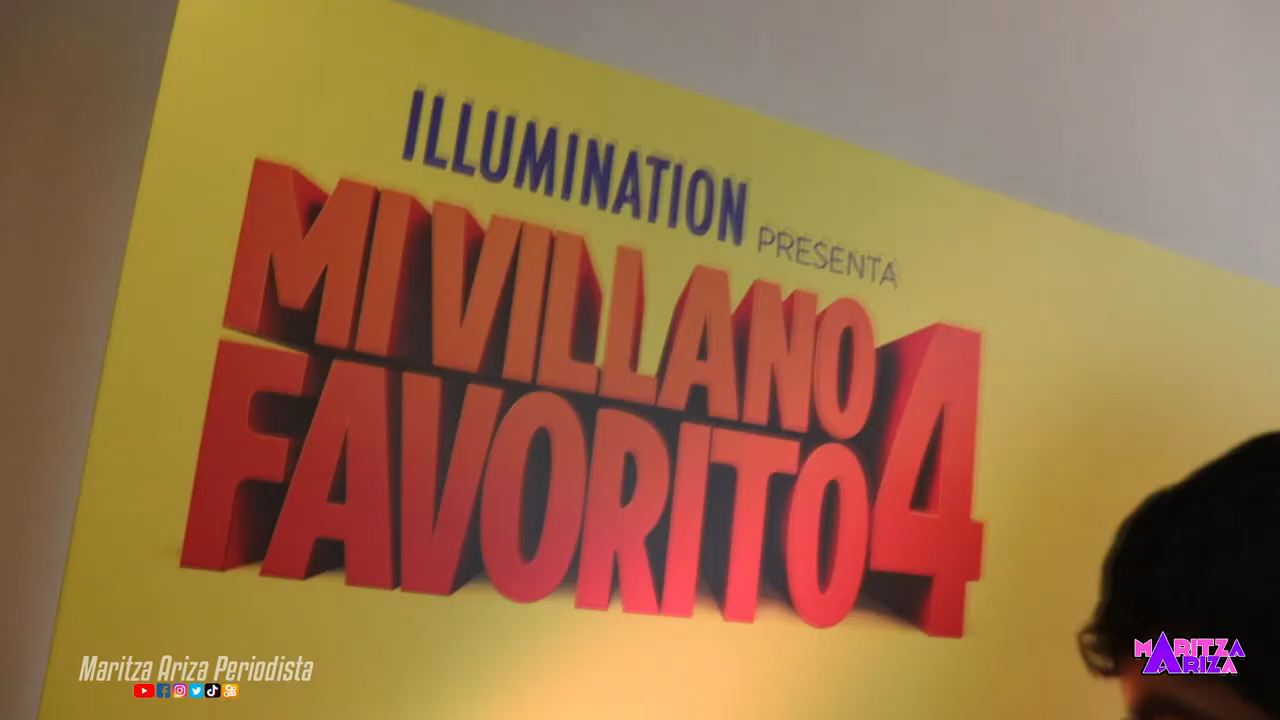 ILLUMINATION
PRESENTA
MI VILLANO
FAVORITO 4
Maritza Ariza Periodista
MARITZA
ARIZA